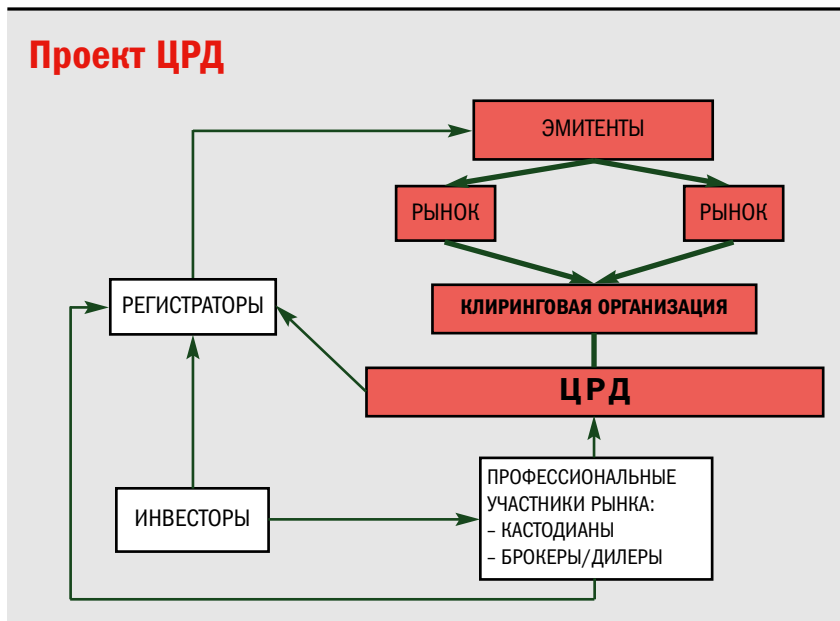 Проект ЦРД
ЭМИТЕНТЫ
РЫНОК
РЫНОК
РЕГИСТРАТОРЫ
КЛИРИНГОВАЯ ОРГАНИЗАЦИЯ
ЦРД
ИНВЕСТОРЫ
ПРОФЕССИОНАЛЬНЫЕ
УЧАСТНИКИ РЫНКА:
– КАСТОДИАНЫ
– БРОКЕРЫ/ДИЛЕРЫ